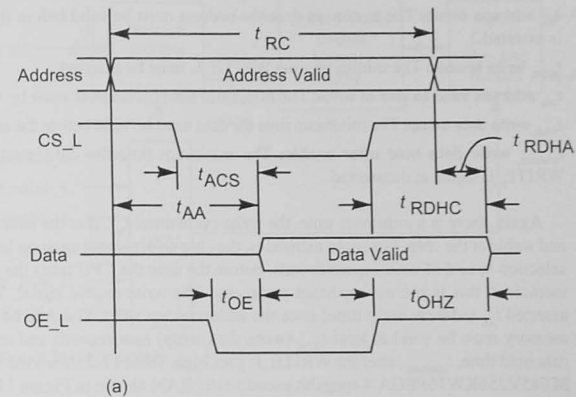 t RC
Address
Address Valid
CS_L
t RDHA
t ACS
t AA
t RDHC
Data
Data Valid
t OE
t OHZ
OE_L
(a)